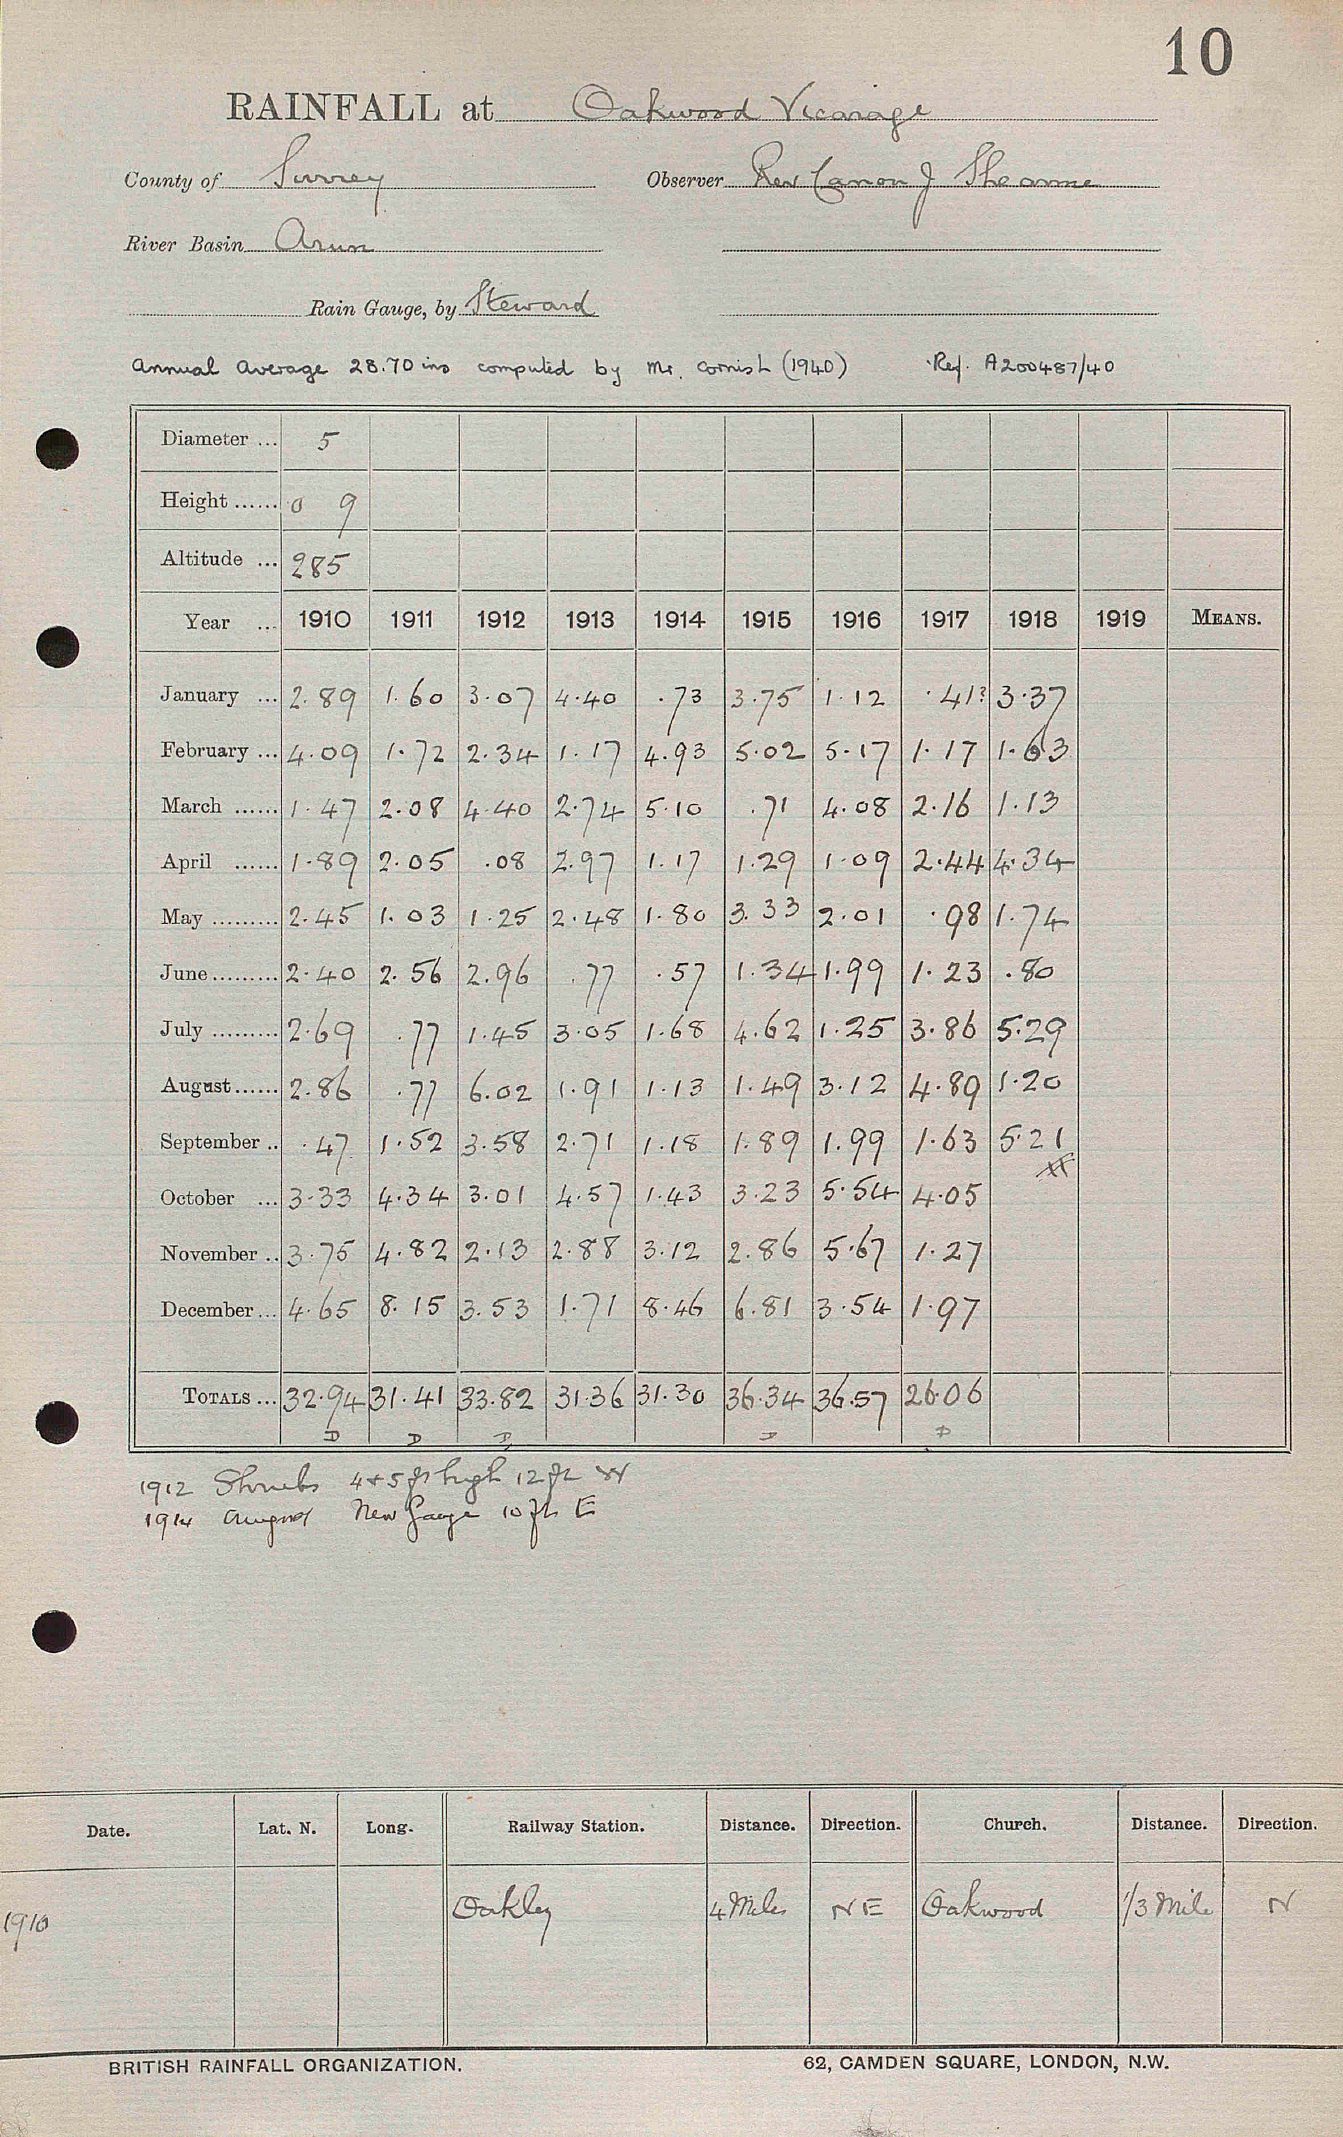 10
RAINFALL at Oakwood Vicarage
County of Surrey Observer Rev Canon J
River Basin Arun
Rain Gauge, by Steward
Annual Average 28.70 ins computed by Mr. Cornish (1940) Ref. A200487/40
Diameter ... 5
Height ...... 0 9
Altitude ... 285
Year ... 1910 1911 1912 1913 1914 1915 1916 1917 1918 1919 MEANS.
January ... 2.89 1.60 3.07 4.40 .73 3.75 1.12 .41? 3.37
February ... 4.09 1.72 2.34 1.17 4.93 5.02 5.17 1.17 1.63
March ...... 1.47 2.08 4.40 2.74 5.10 .71 4.08 2.16 1.13
April ...... 1.89 2.05 .08 2.97 1.17 1.29 1.09 2.44 4.34
May ......... 2.45 1.03 1.25 2.48 1.80 3.33 2.01 .98 1.74
June ......... 2.40 2.56 2.96 .77 .57 1.34 1.99 1.23 .80
July ......... 2.69 .77 1.45 3.05 1.68 4.62 1.25 3.86 5.29
August ...... 2.86 .77 6.02 1.91 1.13 1.49 3.12 4.89 1.20
September .. .47 1.52 3.58 2.71 1.18 1.89 1.99 1.63 5.21
October ... 3.33 4.34 3.01 4.57 1.43 3.23 5.54 4.05
November .. 3.75 4.82 2.13 2.88 3.12 2.86 5.67 1.27
December ... 4.65 8.15 3.53 1.71 8.46 6.81 3.54 1.97
TOTALS ... 32.94 31.41 33.82 31.36 31.30 36.34 36.57 26.06
D D D D D
1912 Shrubs 4+5 ft high 12 ft W
1914 August New Gauge 10 ft E
Date. Lat. N. Long. Railway Station. Distance. Direction. Church. Distance. Direction.
1910 Oakley 4 Miles NE Oakwood 1/3 Mile N
BRITISH RAINFALL ORGANIZATION. 62, CAMDEN SQUARE, LONDON, N.W.